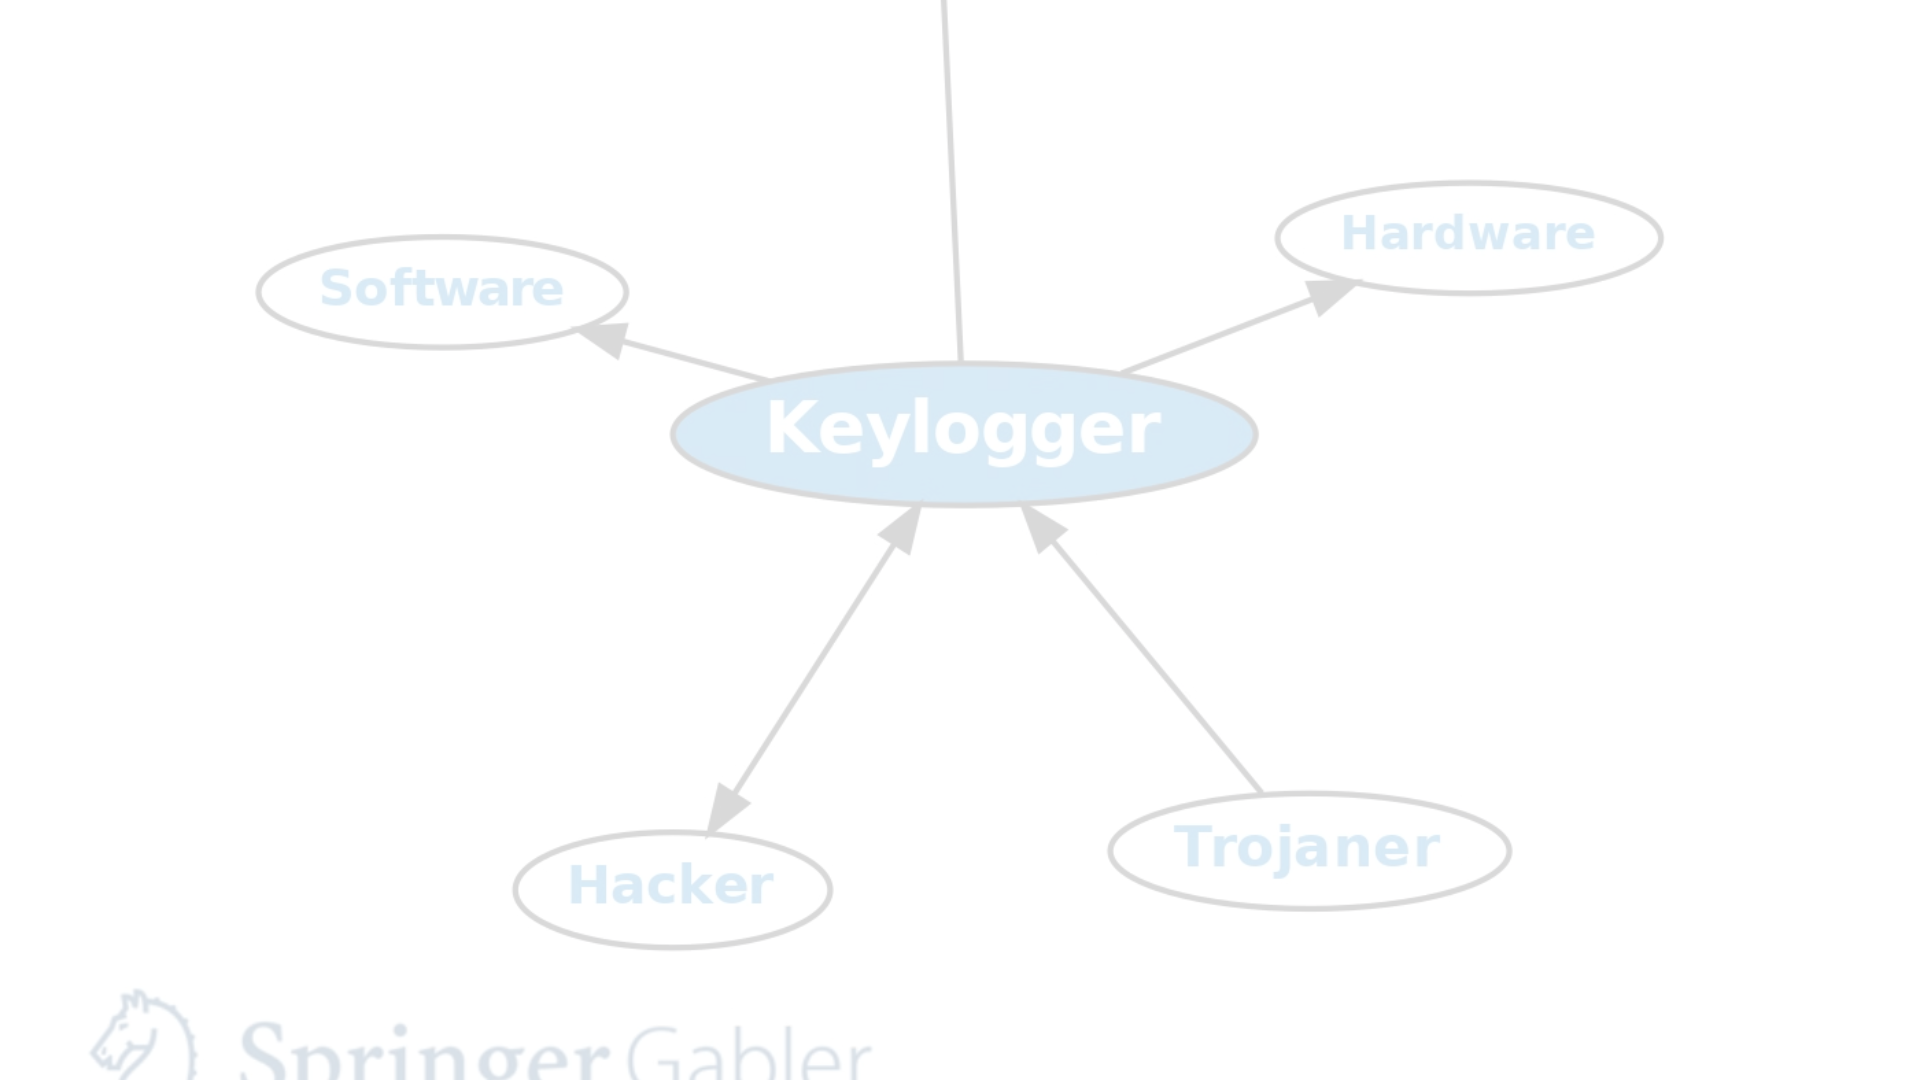 Hardware
Software
Keylogger
Trojaner
Hacker
Springer Gabler